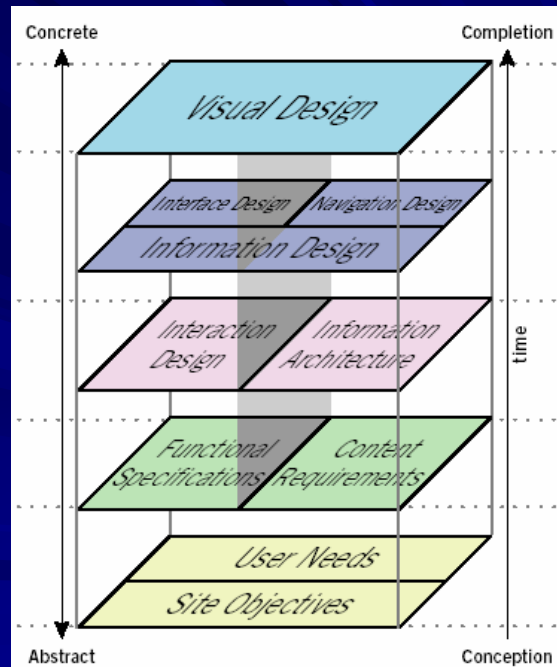 Concrete
Completion
Visual Design
Interface Design
Navigation Design
Information Design
Interaction
Design
Information
Architecture
time
Functional
Specifications
Content
Requirements
User Needs
Site Objectives
Abstract
Conception